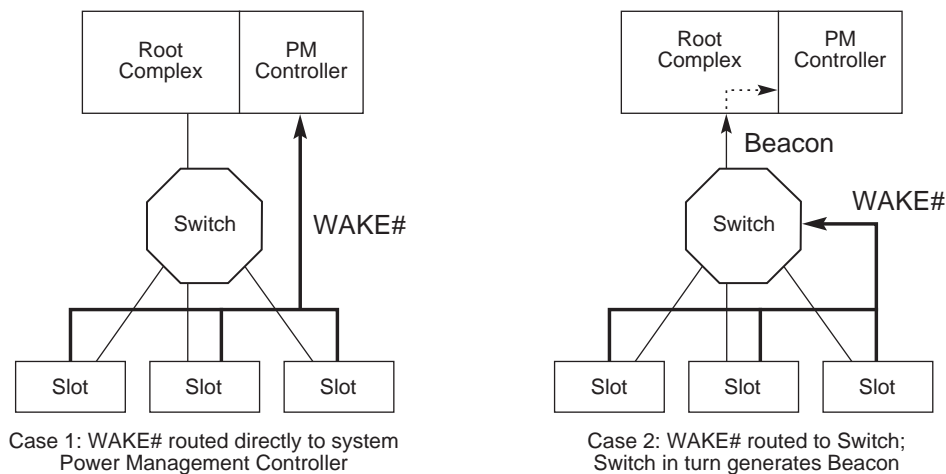 Root
Complex
PM
Controller
WAKE#
Switch
Slot
Slot
Slot
Case 1: WAKE# routed directly to system
Power Management Controller
Root
Complex
PM
Controller
Beacon
WAKE#
Switch
Slot
Slot
Slot
Case 2: WAKE# routed to Switch;
Switch in turn generates Beacon